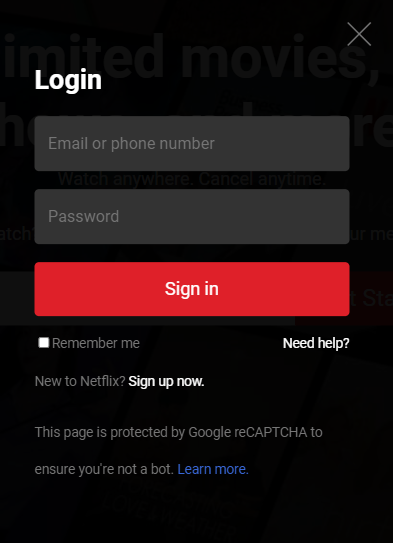 imited movies,
Login
Email or phone number
Watch anywhere. Cancel anytime.
Password
Sign in
Remember me
Need help?
New to Netflix? Sign up now.
This page is protected by Google reCAPTCHA to
ensure you're not a bot. Learn more.